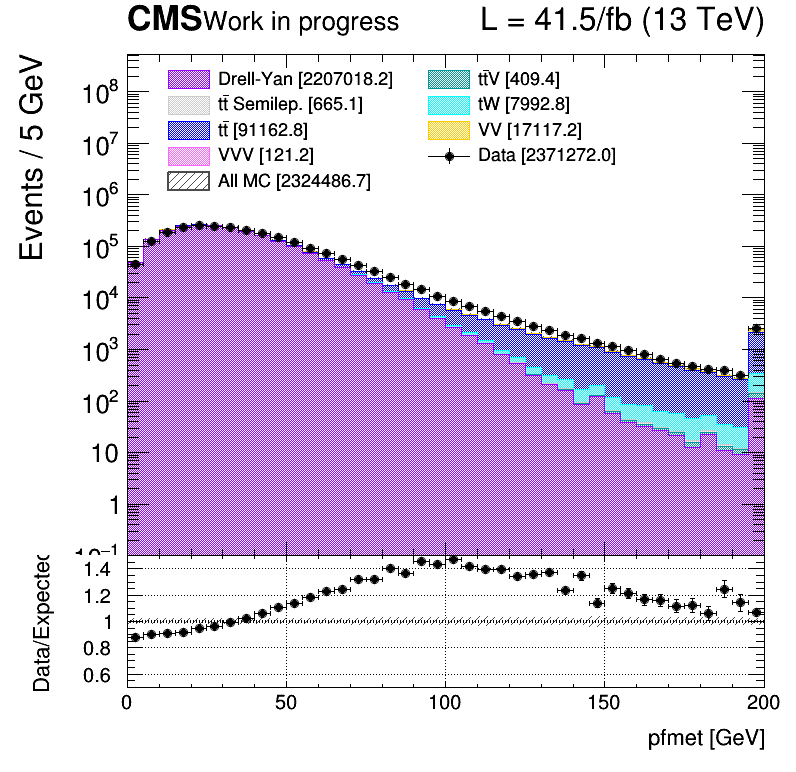 CMS Work in progress L = 41.5/fb (13 TeV)
Events / 5 GeV
Drell-Yan [2207018.2]
tt̄ Semilep. [665.1]
tt̄ [91162.8]
VVV [121.2]
All MC [2324486.7]
tt̄V [409.4]
tW [7992.8]
VV [17117.2]
Data [2371272.0]
10⁸
10⁷
10⁶
10⁵
10⁴
10³
10²
10
1
10⁻¹
Data/Expected
1.4
1.2
1
0.8
0.6
0 50 100 150 200
pfmet [GeV]